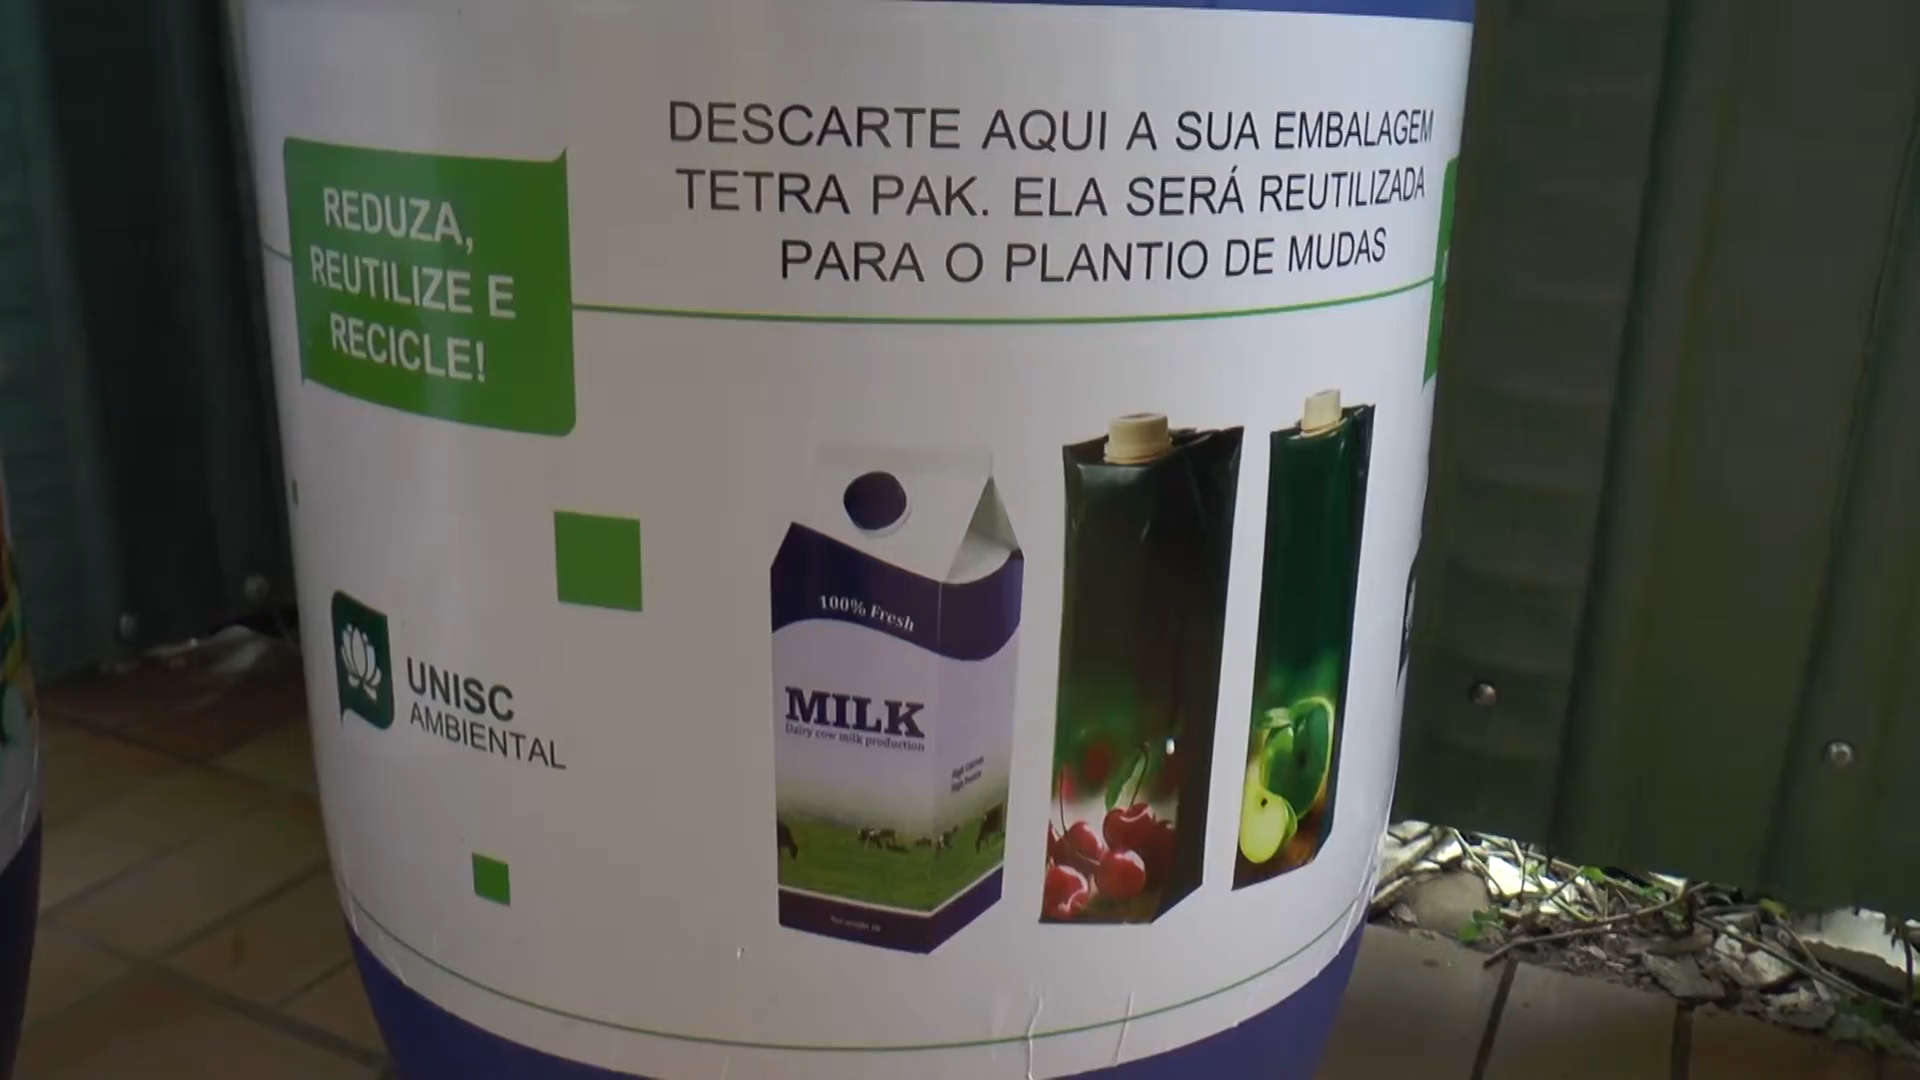 DESCARTE AQUI A SUA EMBALAGEM
TETRA PAK. ELA SERÁ REUTILIZADA
PARA O PLANTIO DE MUDAS
REDUZA,
REUTILIZE E
RECICLE!
UNISC
AMBIENTAL
100% Fresh
MILK
Dairy cow milk production